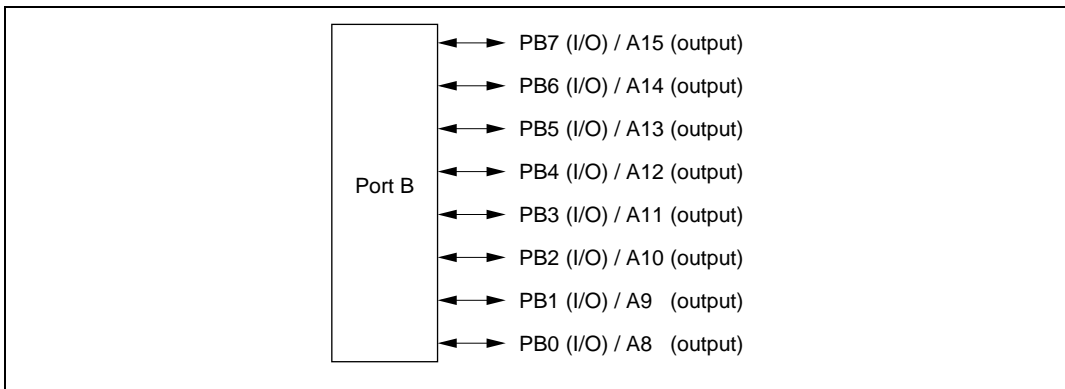 PB7 (I/O) / A15 (output)
PB6 (I/O) / A14 (output)
PB5 (I/O) / A13 (output)
PB4 (I/O) / A12 (output)
Port B
PB3 (I/O) / A11 (output)
PB2 (I/O) / A10 (output)
PB1 (I/O) / A9 (output)
PB0 (I/O) / A8 (output)